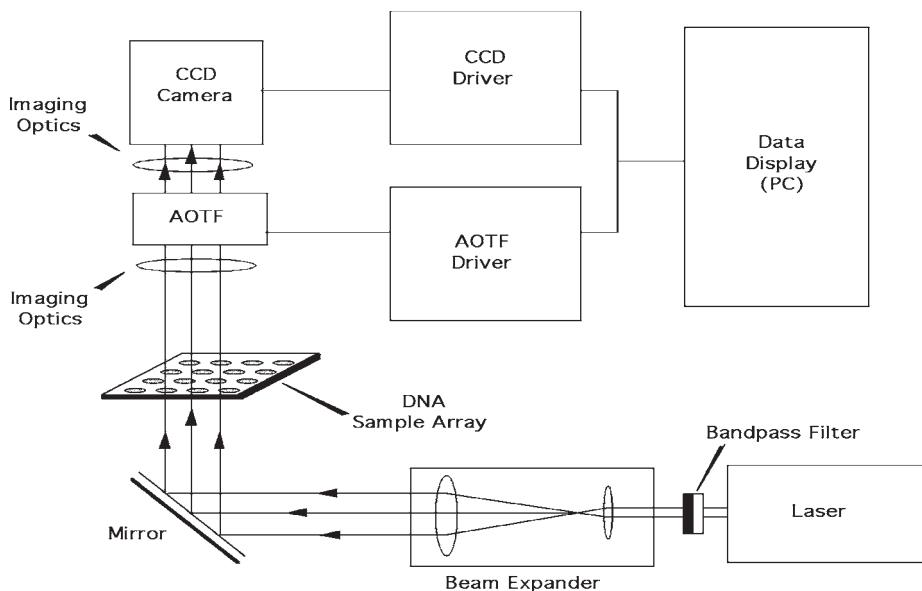 CCD
Camera
CCD
Driver
Imaging
Optics
Data
Display
(PC)
AOTF
AOTF
Driver
Imaging
Optics
DNA
Sample Array
Bandpass Filter
Laser
Mirror
Beam Expander